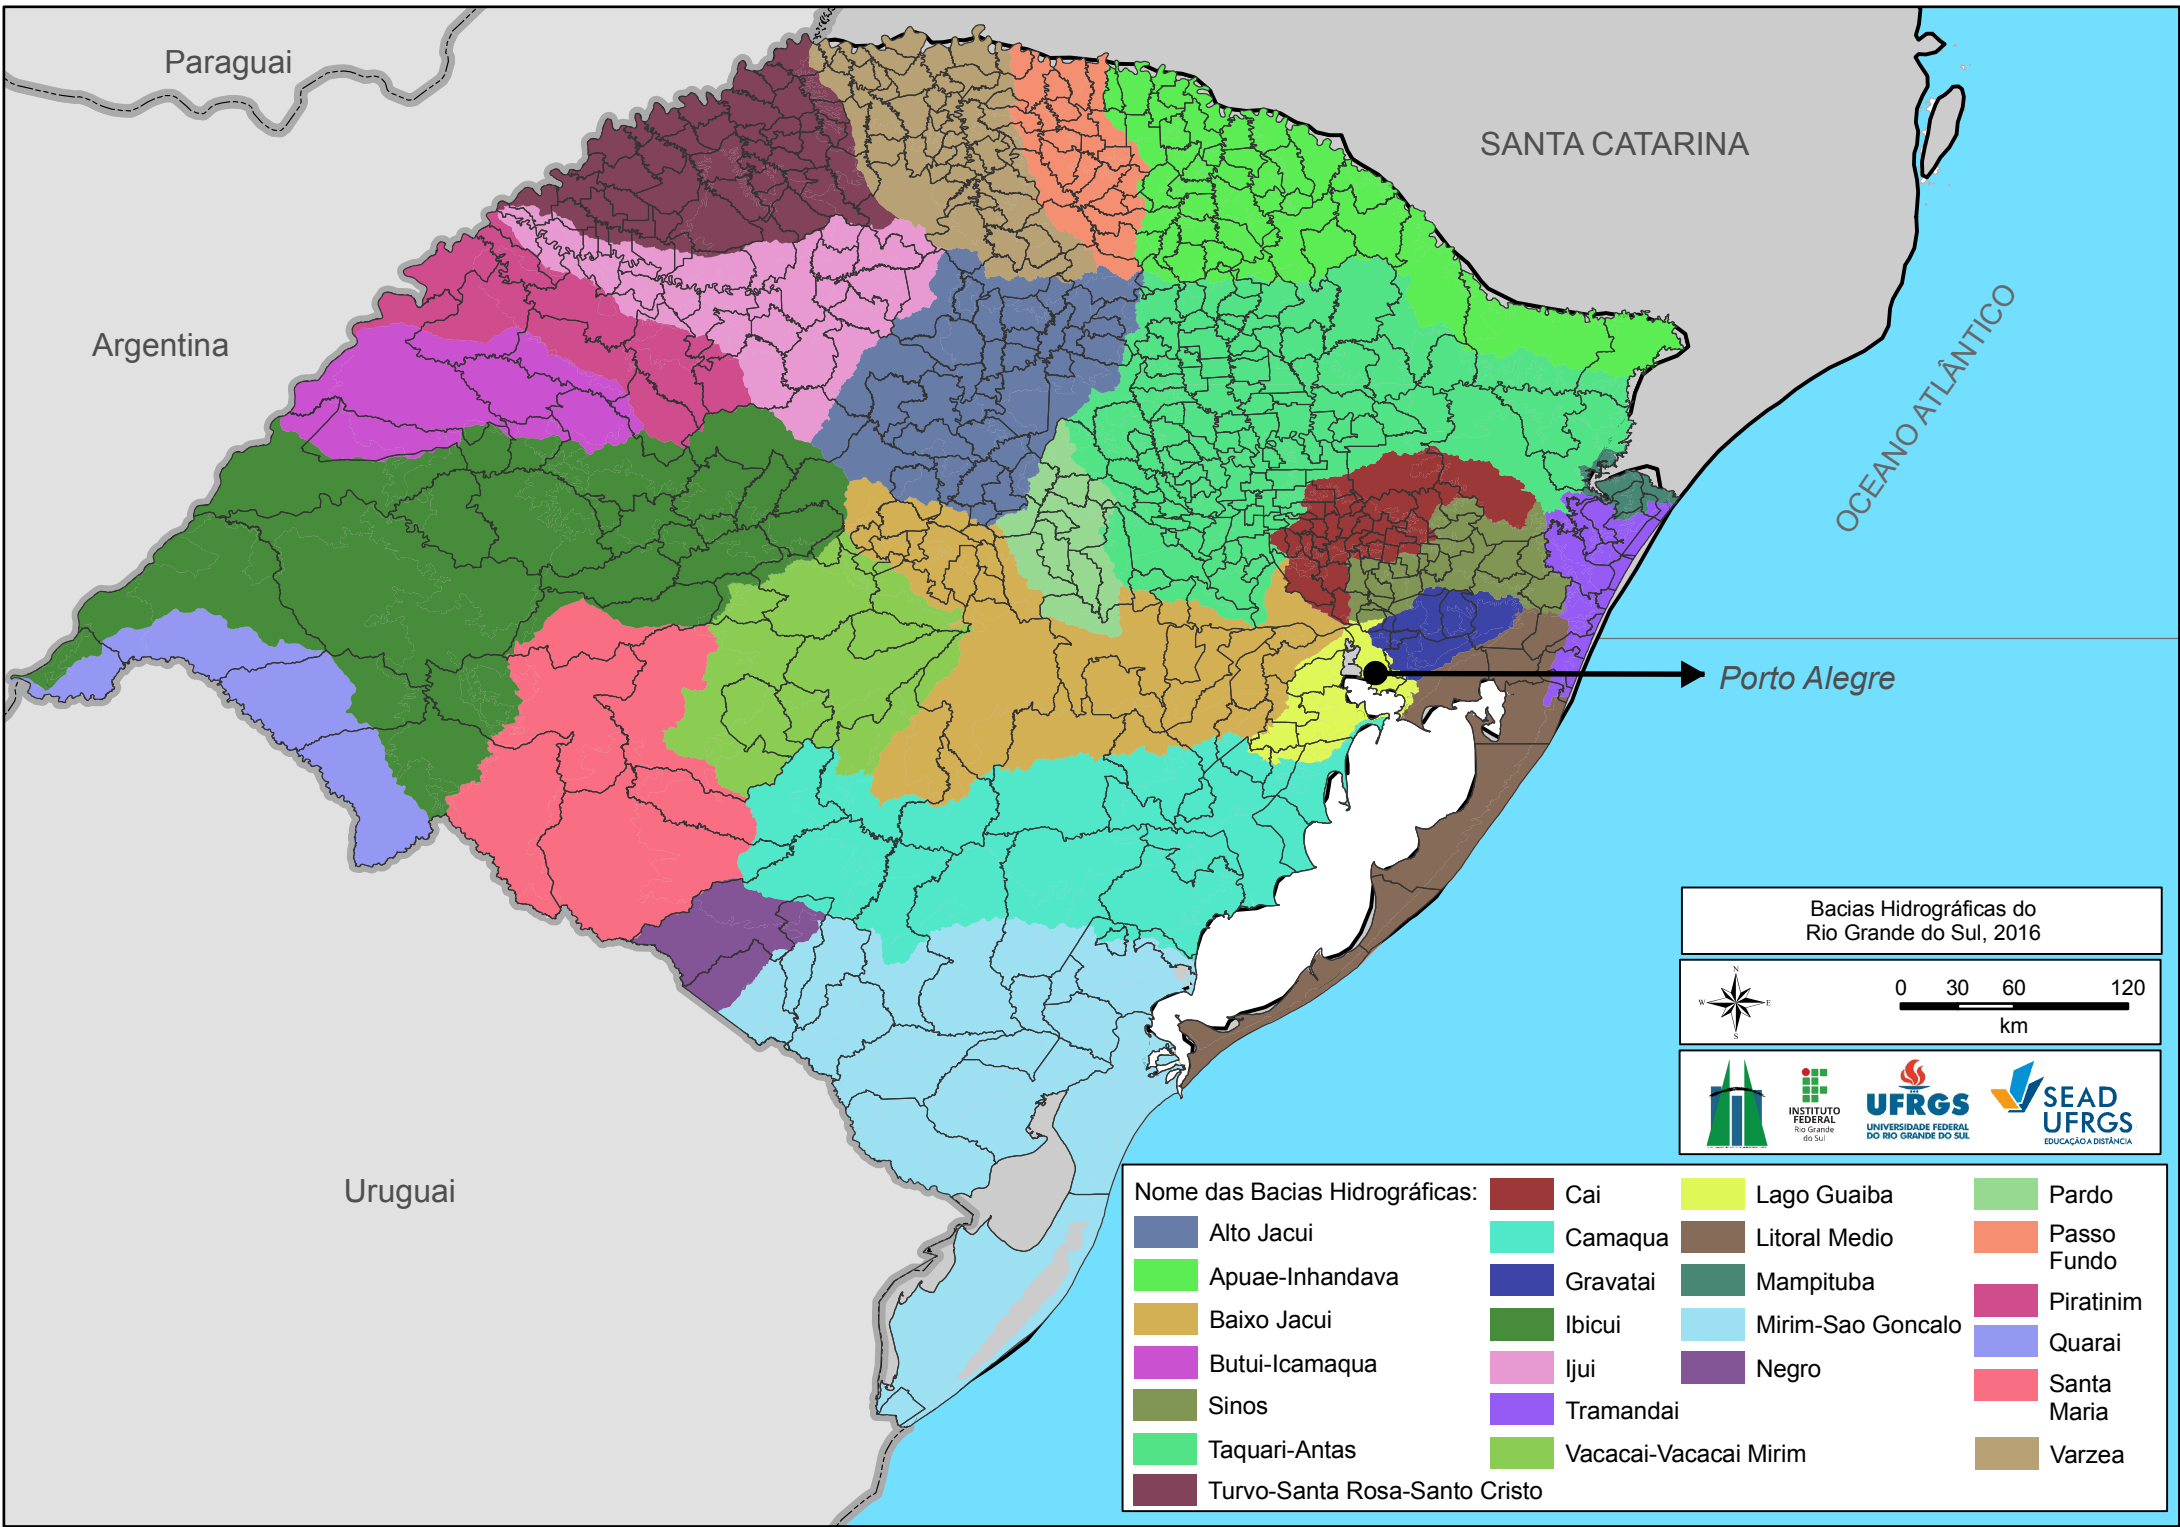 Paraguai
SANTA CATARINA
Argentina
OCEANO ATLÂNTICO
Porto Alegre
Uruguai
Bacias Hidrográficas do
Rio Grande do Sul, 2016
N
W
E
S
0 30 60 120
km
INSTITUTO
FEDERAL
Rio Grande
do Sul
UFRGS
UNIVERSIDADE FEDERAL
DO RIO GRANDE DO SUL
SEAD
UFRGS
EDUCAÇÃO A DISTÂNCIA
Nome das Bacias Hidrográficas:
Alto Jacui
Apuae-Inhandava
Baixo Jacui
Butui-Icamaqua
Sinos
Taquari-Antas
Turvo-Santa Rosa-Santo Cristo
Cai
Camaqua
Gravatai
Ibicui
Ijui
Tramandai
Vacacai-Vacacai Mirim
Lago Guaiba
Litoral Medio
Mampituba
Mirim-Sao Goncalo
Negro
Pardo
Passo
Fundo
Piratinim
Quarai
Santa
Maria
Varzea